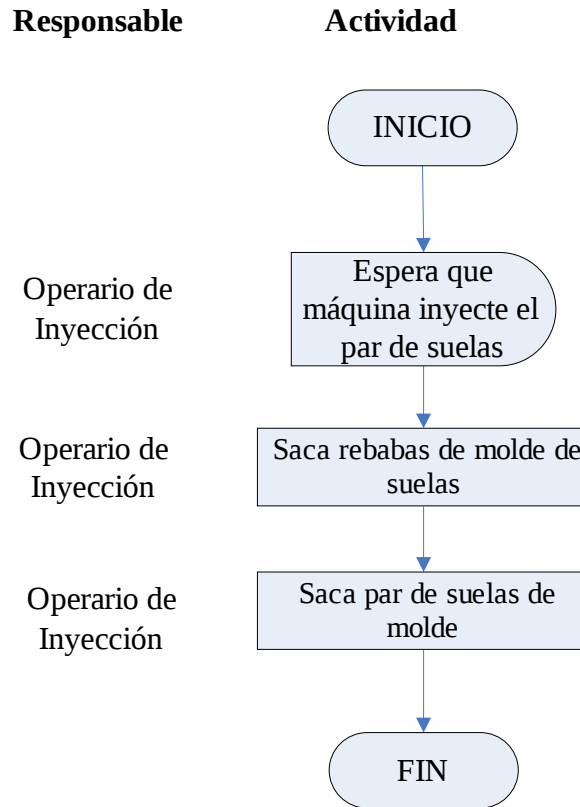 Responsable Actividad
INICIO
Operario de
Inyección
Espera que
máquina inyecte el
par de suelas
Operario de
Inyección
Saca rebabas de molde de
suelas
Operario de
Inyección
Saca par de suelas de
molde
FIN